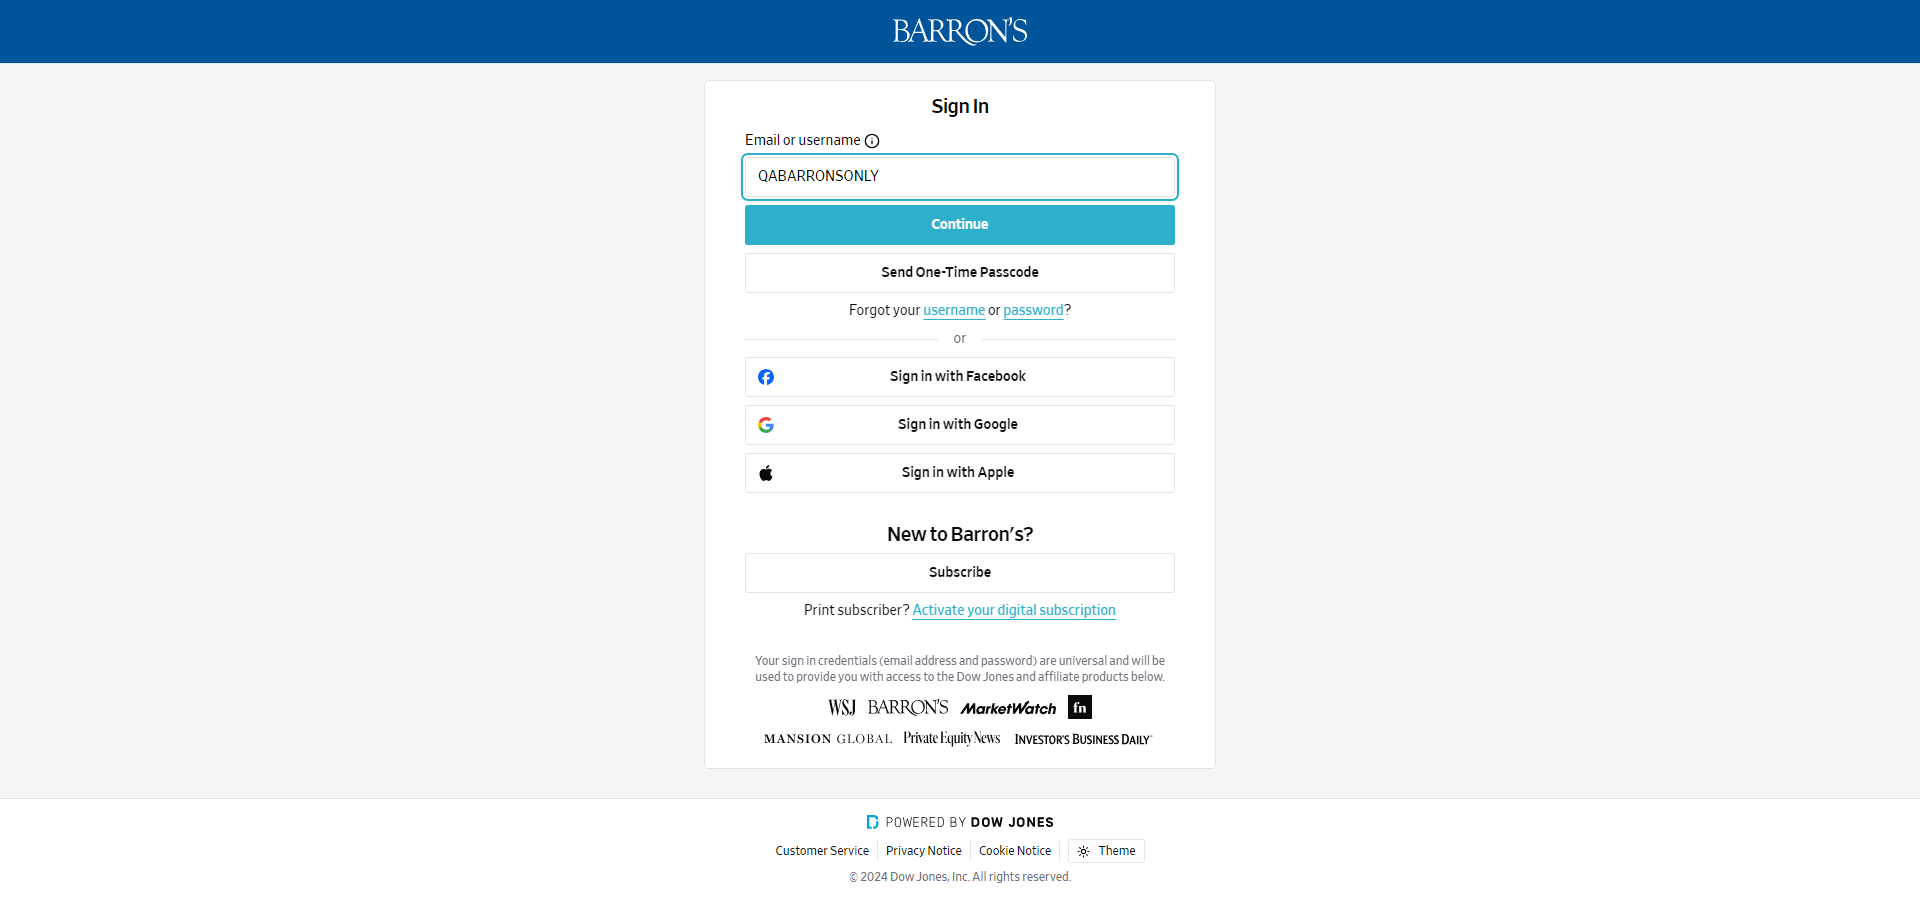 BARRON'S
Sign In
Email or username
QABARRONSONLY
Continue
Send One-Time Passcode
Forgot your username or password?
or
Sign in with Facebook
Sign in with Google
Sign in with Apple
New to Barron's?
Subscribe
Print subscriber? Activate your digital subscription
Your sign in credentials (email address and password) are universal and will be
used to provide you with access to the Dow Jones and affiliate products below.
WSJ BARRON'S MarketWatch fn
MANSION GLOBAL Private Equity News INVESTOR'S BUSINESS DAILY
POWERED BY DOW JONES
Customer Service Privacy Notice Cookie Notice Theme
© 2024 Dow Jones, Inc. All rights reserved.